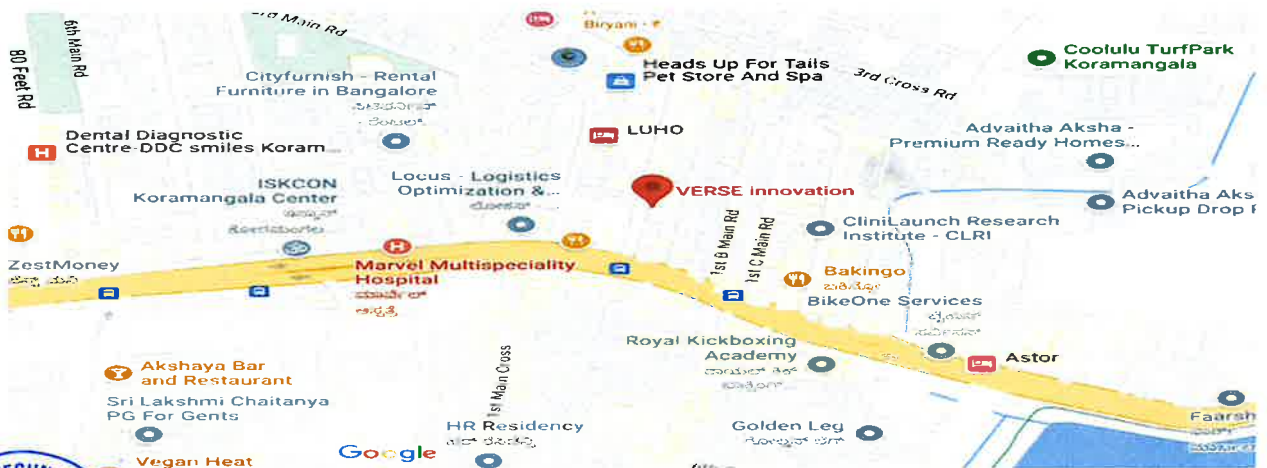 3rd Main Rd
6th Main Rd
80 Feet Rd
Biryani - ₹
Heads Up For Tails
Pet Store And Spa
3rd Cross Rd
Coolulu TurfPark
Koramangala
Cityfurnish - Rental
Furniture in Bangalore
Dental Diagnostic
Centre-DDC smiles Koram...
LUHO
Advaitha Aksha -
Premium Ready Homes...
ISKCON
Koramangala Center
Locus - Logistics
Optimization &...
VERSE innovation
Advaitha Aks
Pickup Drop
1st B Main Rd
1st C Main Rd
CliniLaunch Research
Institute - CLRI
ZestMoney
Marvel Multispeciality
Hospital
ಮಾರ್ವೆಲ್
ಆಸ್ಪತ್ರೆ
Bakingo
BikeOne Services
Royal Kickboxing
Academy
Astor
Akshaya Bar
and Restaurant
1st Main Cross
Sri Lakshmi Chaitanya
PG For Gents
HR Residency
Golden Leg
Faarsh
Google
Vegan Heat